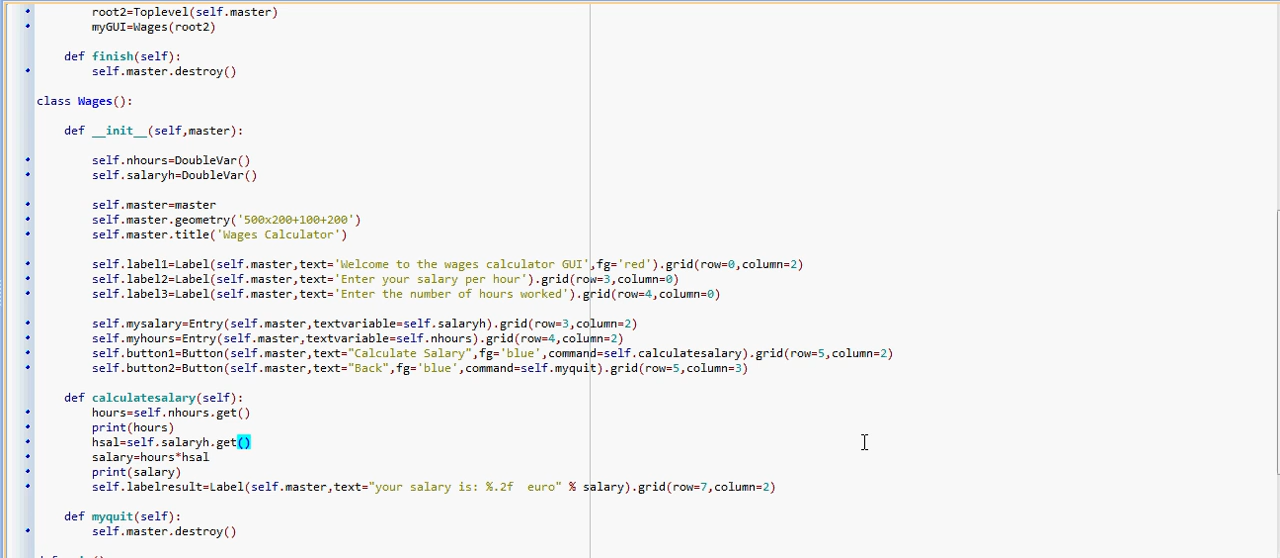 root2=Toplevel(self.master)
myGUI=Wages(root2)
def finish(self):
self.master.destroy()
class Wages():
def __init__(self,master):
self.nhours=DoubleVar()
self.salaryh=DoubleVar()
self.master=master
self.master.geometry('500x200+100+200')
self.master.title('Wages Calculator')
self.label1=Label(self.master,text='Welcome to the wages calculator GUI',fg='red').grid(row=0,column=2)
self.label2=Label(self.master,text='Enter your salary per hour').grid(row=3,column=0)
self.label3=Label(self.master,text='Enter the number of hours worked').grid(row=4,column=0)
self.mysalary=Entry(self.master,textvariable=self.salaryh).grid(row=3,column=2)
self.myhours=Entry(self.master,textvariable=self.nhours).grid(row=4,column=2)
self.button1=Button(self.master,text="Calculate Salary",fg='blue',command=self.calculatesalary).grid(row=5,column=2)
self.button2=Button(self.master,text="Back",fg='blue',command=self.myquit).grid(row=5,column=3)
def calculatesalary(self):
hours=self.nhours.get()
print(hours)
hsal=self.salaryh.get()
salary=hours*hsal
print(salary)
self.labelresult=Label(self.master,text="your salary is: %.2f  euro" % salary).grid(row=7,column=2)
def myquit(self):
self.master.destroy()